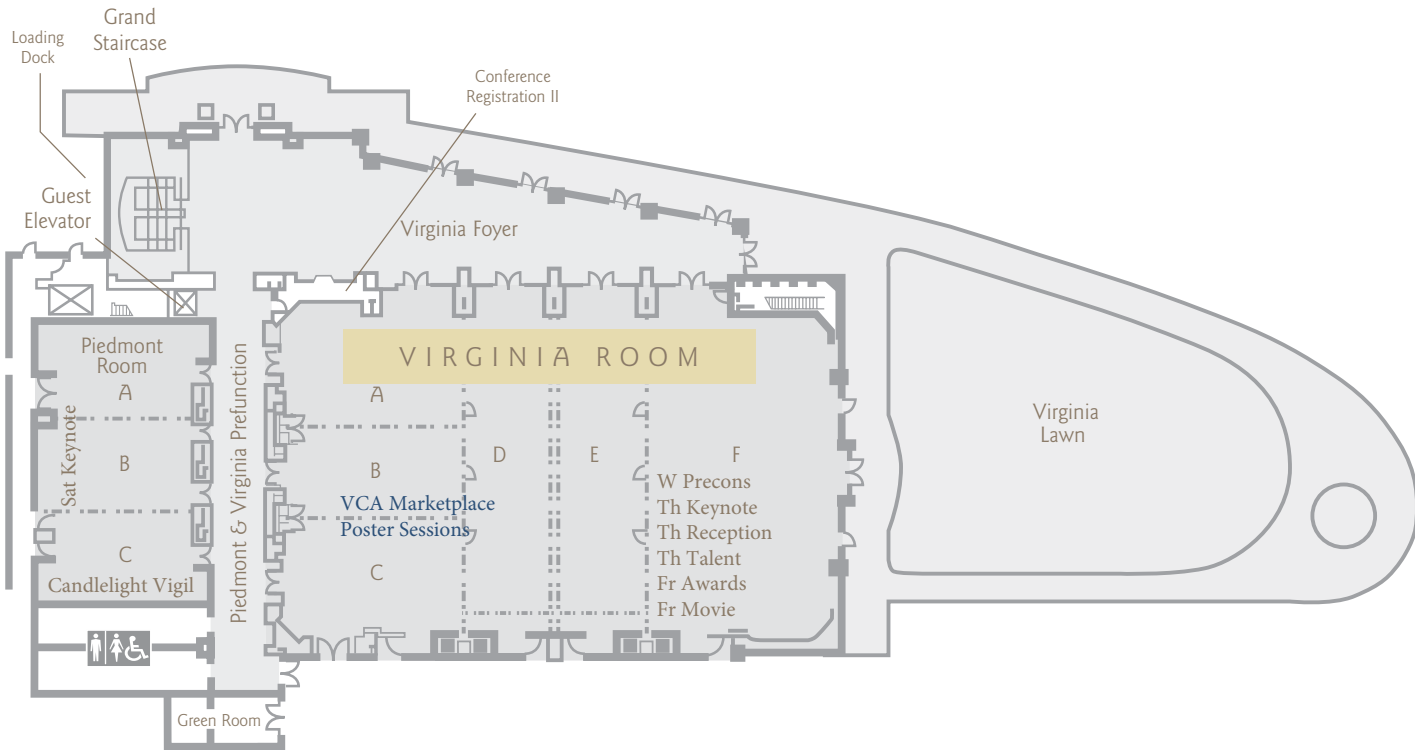 Grand
Staircase
Loading
Dock
Conference
Registration II
Guest
Elevator
Virginia Foyer
Piedmont
Room
A
B
C
Sat Keynote
Candlelight Vigil
Piedmont & Virginia Prefunction
VIRGINIA ROOM
A
B
VCA Marketplace
Poster Sessions
C
D
E
F
W Precons
Th Keynote
Th Reception
Th Talent
Fr Awards
Fr Movie
Virginia
Lawn
Green Room